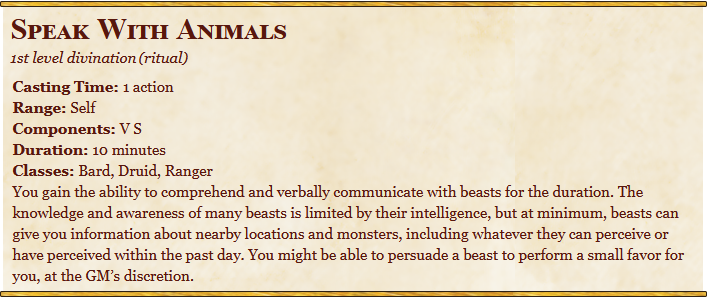 Speak With Animals
1st level divination (ritual)
Casting Time: 1 action
Range: Self
Components: V S
Duration: 10 minutes
Classes: Bard, Druid, Ranger
You gain the ability to comprehend and verbally communicate with beasts for the duration. The
knowledge and awareness of many beasts is limited by their intelligence, but at minimum, beasts can
give you information about nearby locations and monsters, including whatever they can perceive or
have perceived within the past day. You might be able to persuade a beast to perform a small favor for
you, at the GM’s discretion.